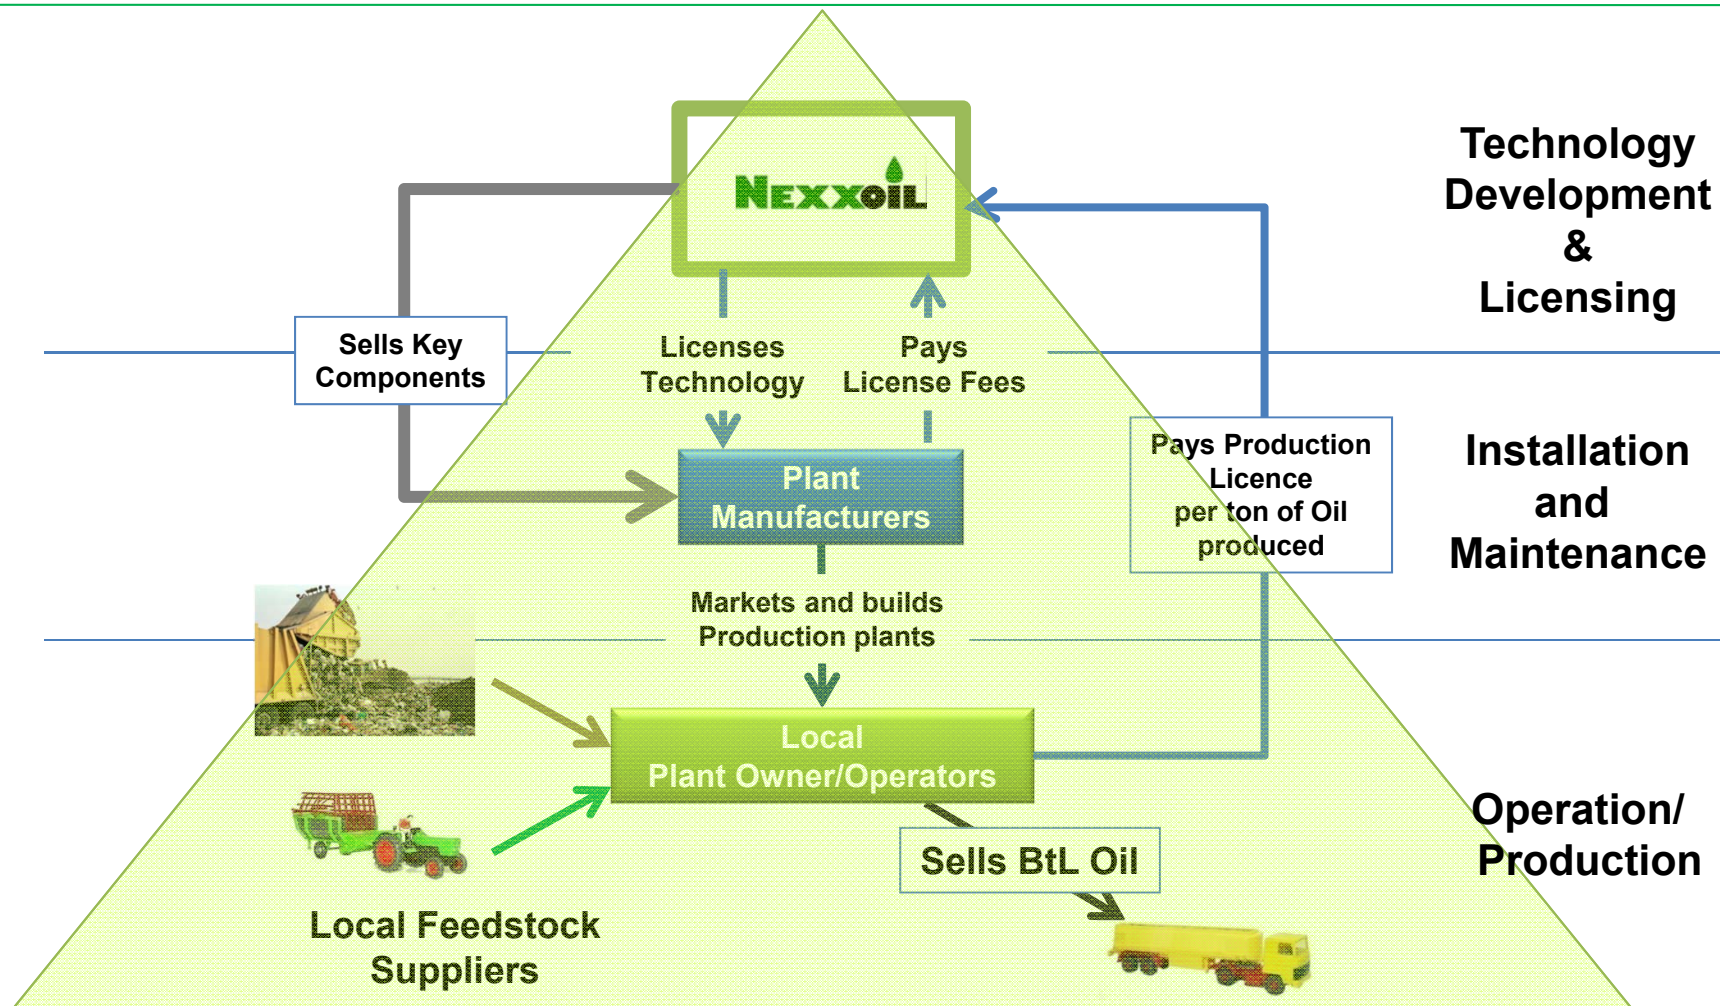 Technology
Development
&
Licensing
NEXXOIL
Sells Key
Components
Licenses
Technology
Pays
License Fees
Pays Production
Licence
per ton of Oil
produced
Installation
and
Maintenance
Plant
Manufacturers
Markets and builds
Production plants
Local
Plant Owner/Operators
Operation/
Production
Sells BtL Oil
Local Feedstock
Suppliers